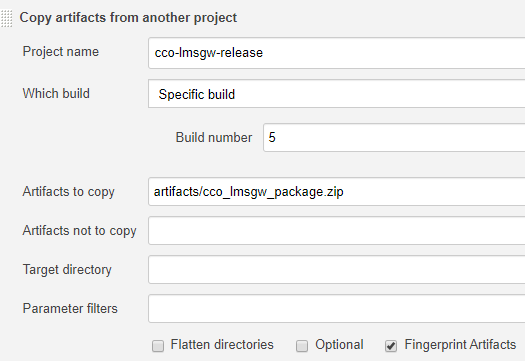 Copy artifacts from another project
Project name cco-lmsgw-release
Which build Specific build
Build number 5
Artifacts to copy artifacts/cco_lmsgw_package.zip
Artifacts not to copy
Target directory
Parameter filters
Flatten directories Optional Fingerprint Artifacts